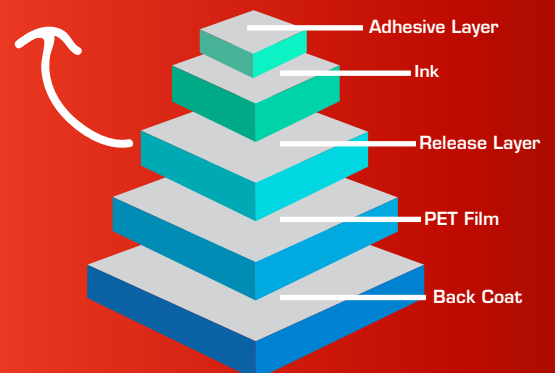 Adhesive Layer
Ink
Release Layer
PET Film
Back Coat